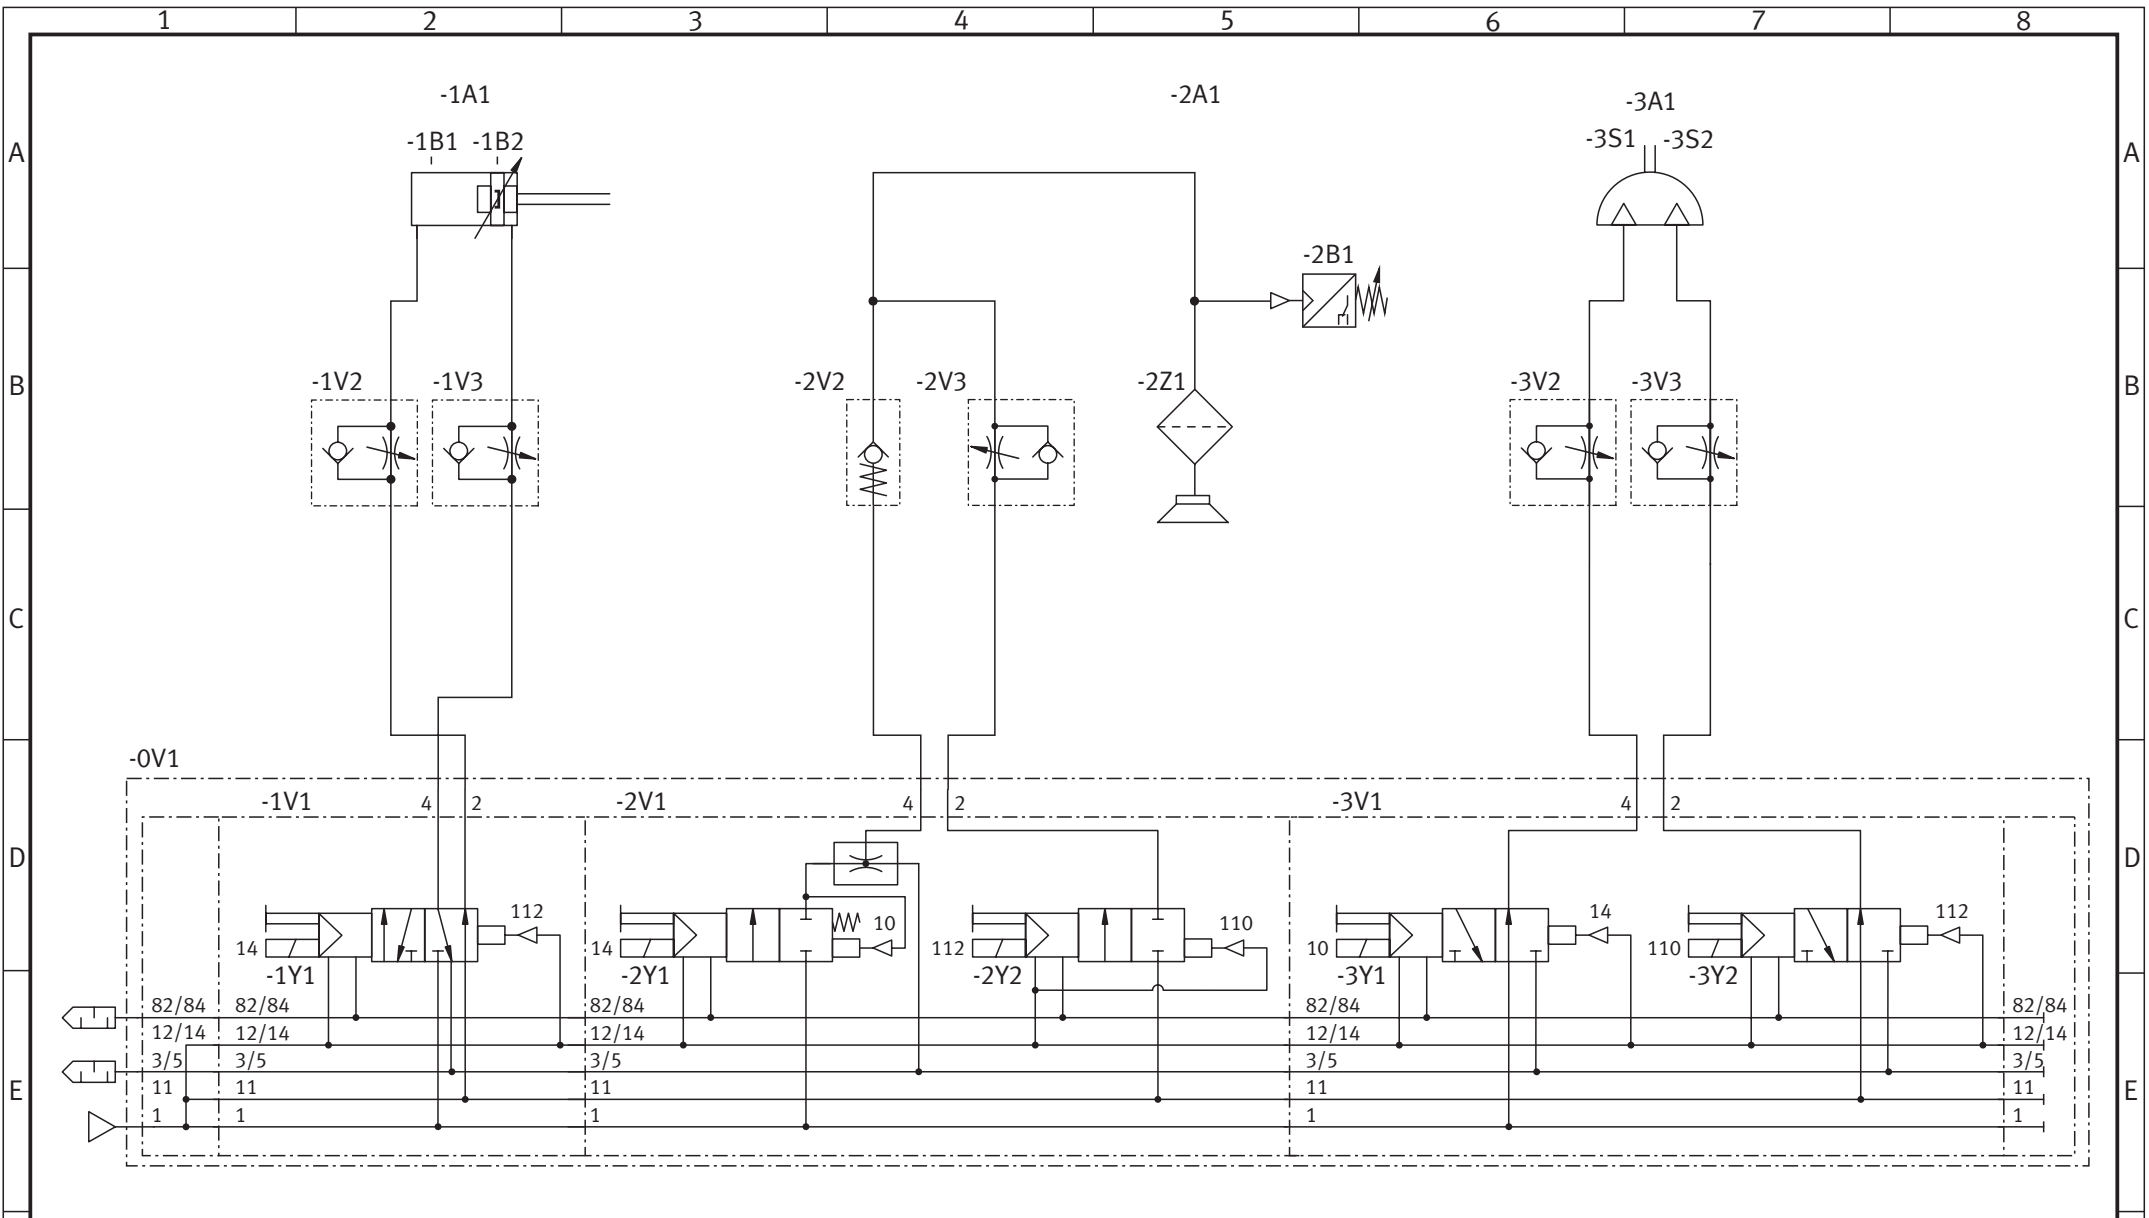 1 2 3 4 5 6 7 8
-1A1 -2A1 -3A1
-1B1 -1B2 -3S1 -3S2
A A
-2B1
-1V2 -1V3 -2V2 -2V3 -2Z1 -3V2 -3V3
B B
C C
-0V1
-1V1 4 2 -2V1 4 2 -3V1 4 2
D D
112 10 110 14 112
14 14 112 10 110
-1Y1 -2Y1 -2Y2 -3Y1 -3Y2
82/84 82/84 82/84 82/84 82/84
12/14 12/14 12/14 12/14 12/14
3/5 3/5 3/5 3/5 3/5
E 11 11 11 11 11 E
1 1 1 1 1